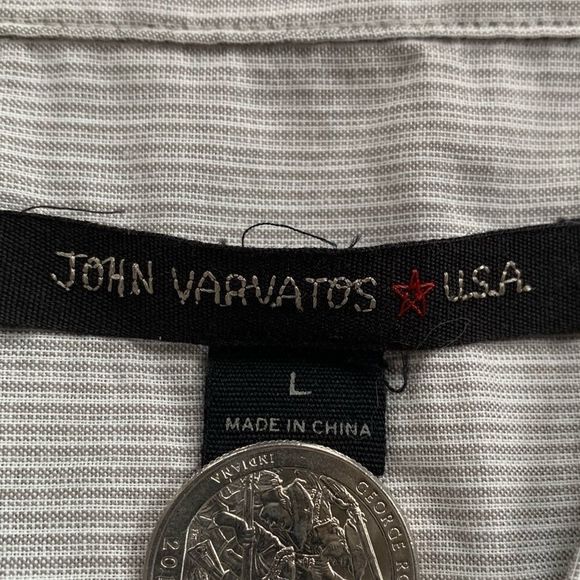 JOHN VARVATOS ★ U.S.A.
L
MADE IN CHINA
INDIANA
GEORGE R
201